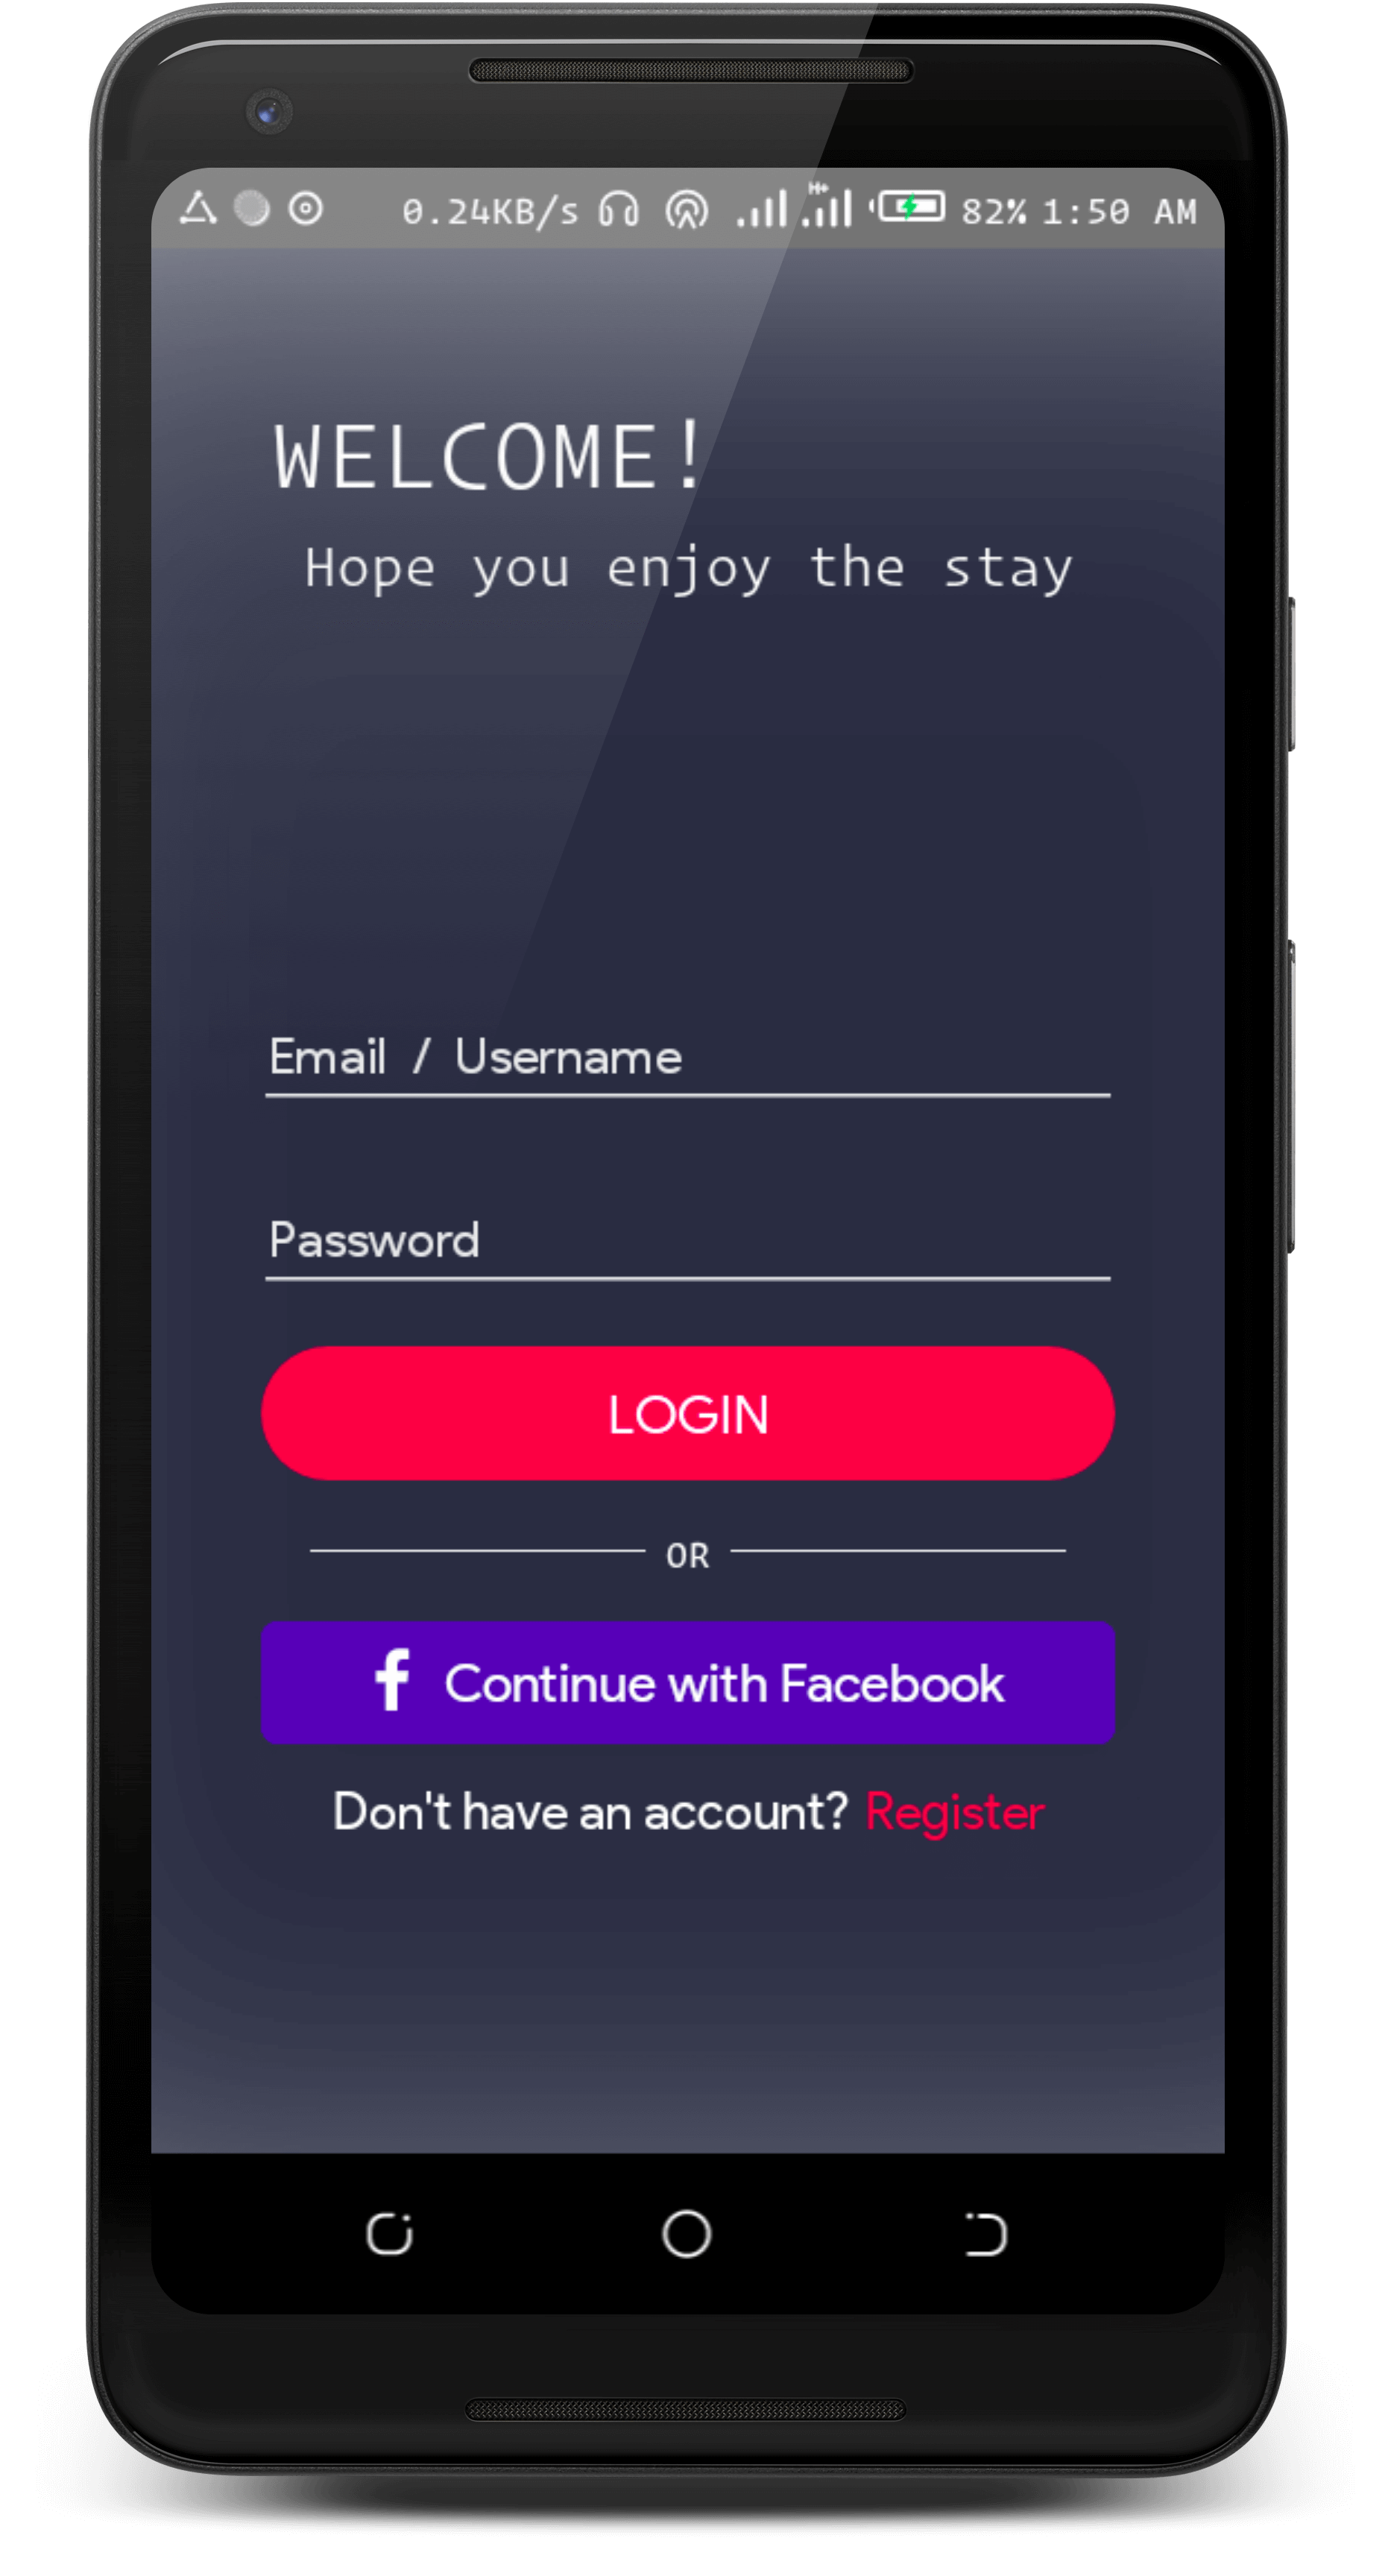 0.24KB/s H+ 82% 1:50 AM
WELCOME!
Hope you enjoy the stay
Email / Username
Password
LOGIN
OR
f Continue with Facebook
Don't have an account? Register